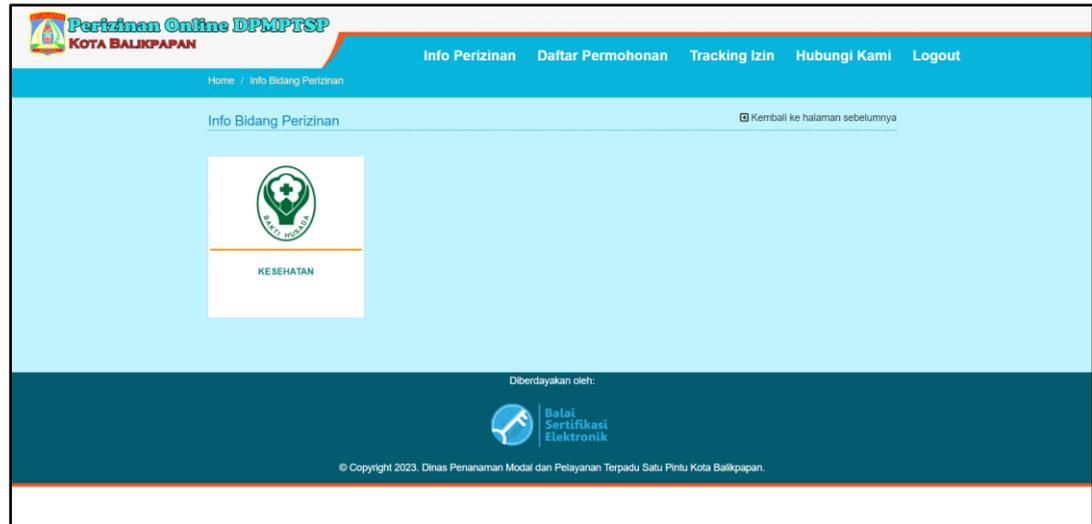 Perizinan Online DPMPTSP
KOTA BALIKPAPAN
Info Perizinan Daftar Permohonan Tracking Izin Hubungi Kami Logout
Home / Info Bidang Perizinan
Info Bidang Perizinan
Kembali ke halaman sebelumnya
BAKTI HUSADA
KESEHATAN
Diberdayakan oleh:
Balai
Sertifikasi
Elektronik
© Copyright 2023. Dinas Penanaman Modal dan Pelayanan Terpadu Satu Pintu Kota Balikpapan.